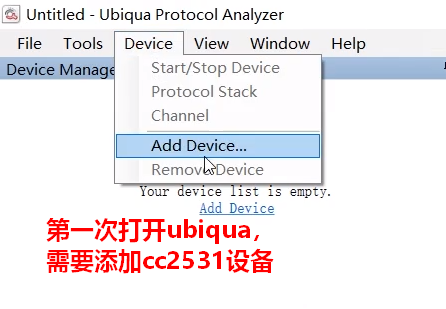 Untitled - Ubiqua Protocol Analyzer
File Tools Device View Window Help
Device Manage
Start/Stop Device
Protocol Stack
Channel
Add Device...
Remove Device
Your device list is empty.
Add Device
第一次打开ubiqua，
需要添加cc2531设备